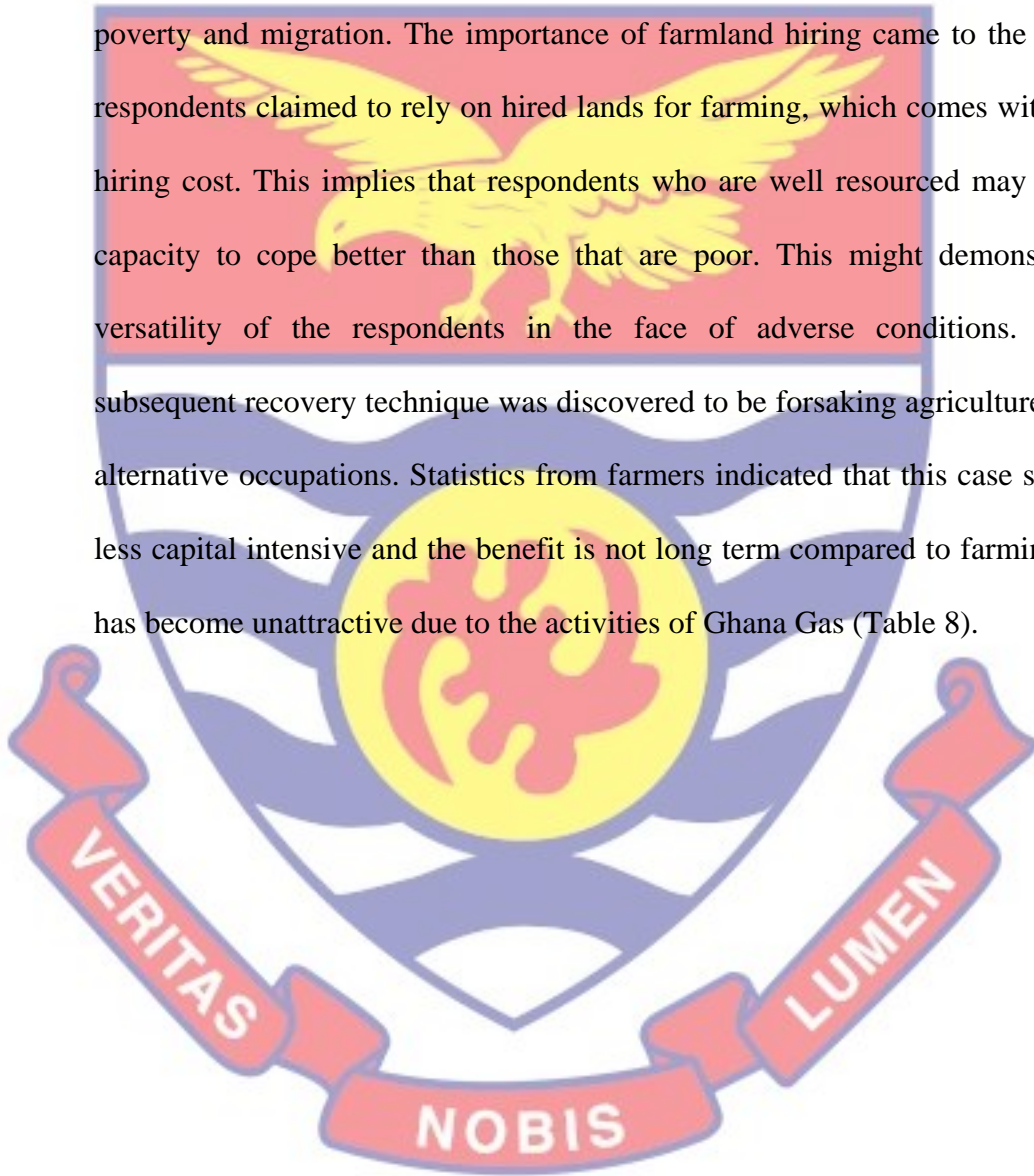 poverty and migration. The importance of farmland hiring came to the
respondents claimed to rely on hired lands for farming, which comes wit
hiring cost. This implies that respondents who are well resourced may
capacity to cope better than those that are poor. This might demons
versatility of the respondents in the face of adverse conditions.
subsequent recovery technique was discovered to be forsaking agriculture
alternative occupations. Statistics from farmers indicated that this case s
less capital intensive and the benefit is not long term compared to farmin
has become unattractive due to the activities of Ghana Gas (Table 8).
VERITAS
NOBIS
LUMEN